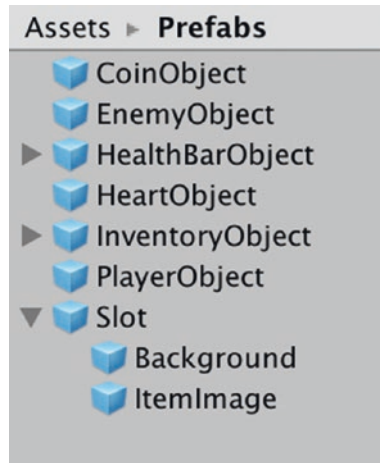 Assets ▸ Prefabs
CoinObject
EnemyObject
HealthBarObject
HeartObject
InventoryObject
PlayerObject
Slot
Background
ItemImage